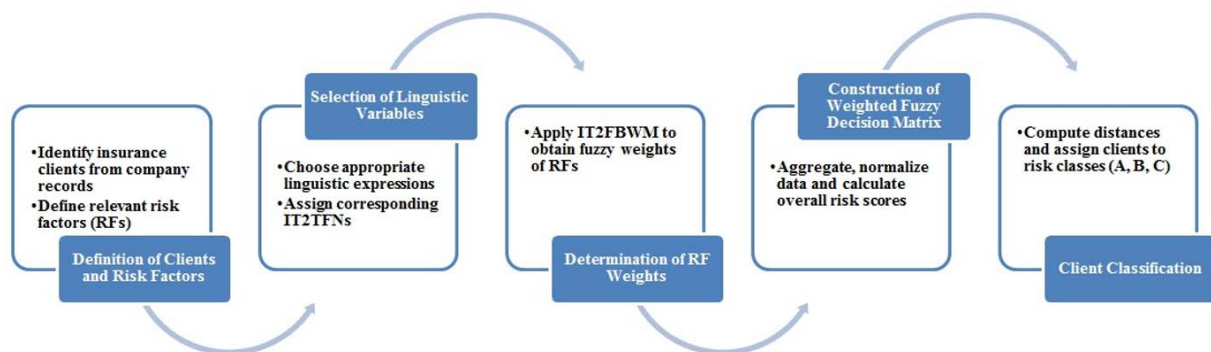 •Identify insurance
clients from company
records
•Define relevant risk
factors (RFs)
Definition of Clients
and Risk Factors
Selection of Linguistic
Variables
•Choose appropriate
linguistic expressions
•Assign corresponding
IT2TFNs
•Apply IT2FBWM to
obtain fuzzy weights
of RFs
Determination of RF
Weights
Construction of
Weighted Fuzzy
Decision Matrix
•Aggregate, normalize
data and calculate
overall risk scores
•Compute distances
and assign clients to
risk classes (A, B, C)
Client Classification